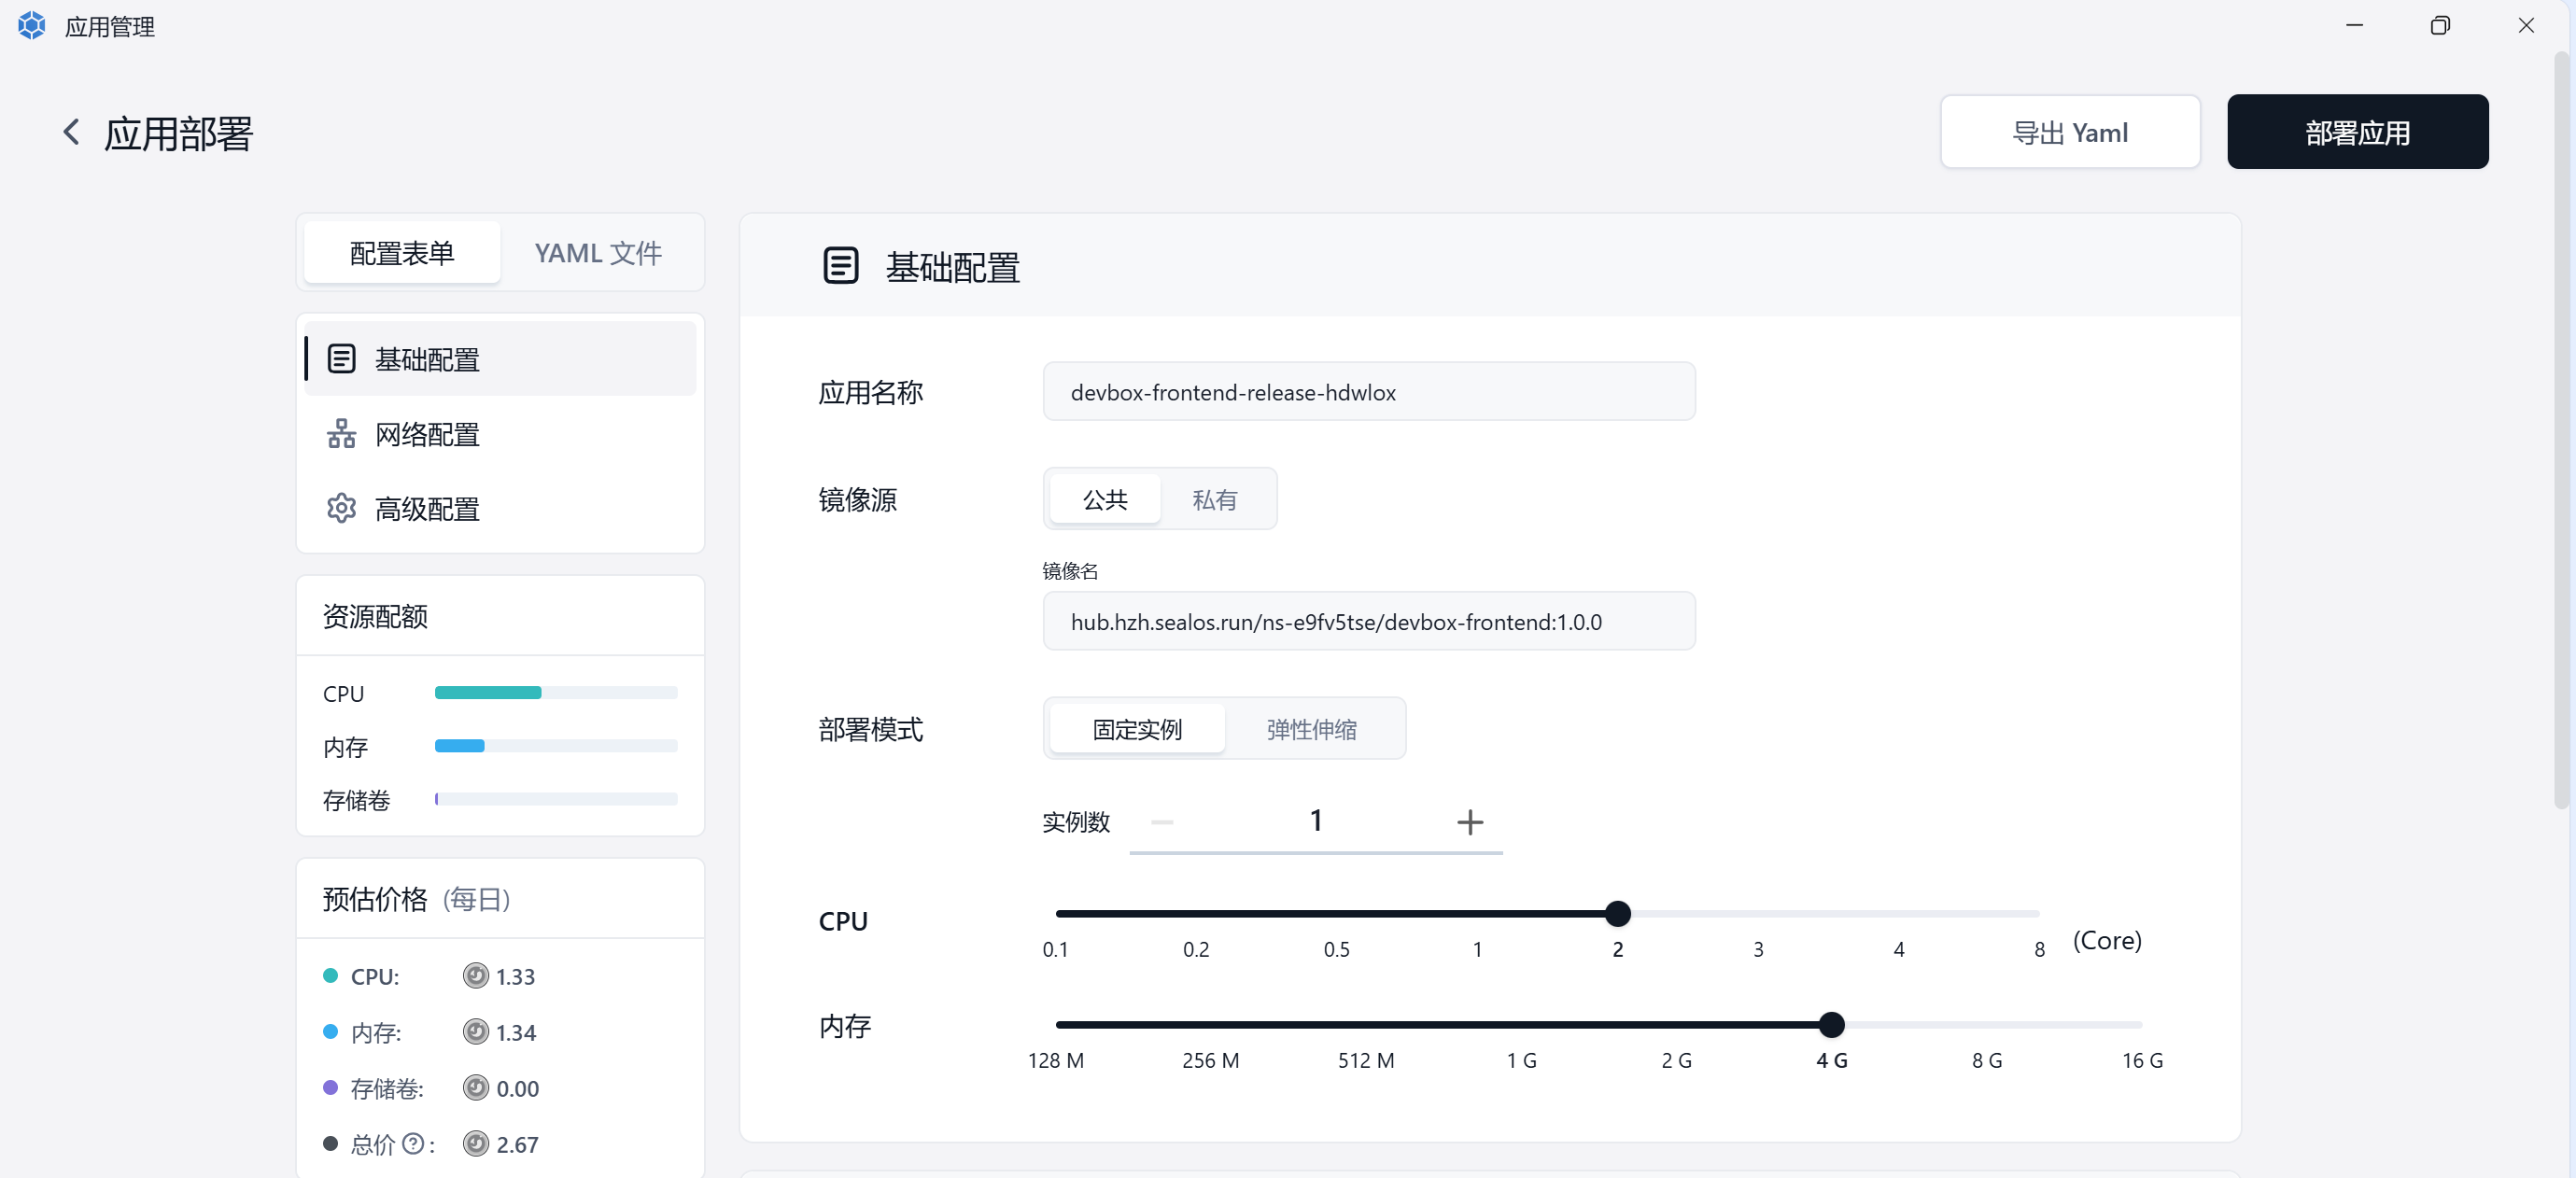 应用管理
应用部署
导出 Yaml
部署应用
配置表单
YAML 文件
基础配置
网络配置
高级配置
资源配额
CPU
内存
存储卷
预估价格 (每日)
CPU: 1.33
内存: 1.34
存储卷: 0.00
总价 ? : 2.67
基础配置
应用名称 devbox-frontend-release-hdwlox
镜像源 公共 私有
镜像名
hub.hzh.sealos.run/ns-e9fv5tse/devbox-frontend:1.0.0
部署模式 固定实例 弹性伸缩
实例数 1
CPU
0.1 0.2 0.5 1 2 3 4 8 (Core)
内存
128 M 256 M 512 M 1 G 2 G 4 G 8 G 16 G